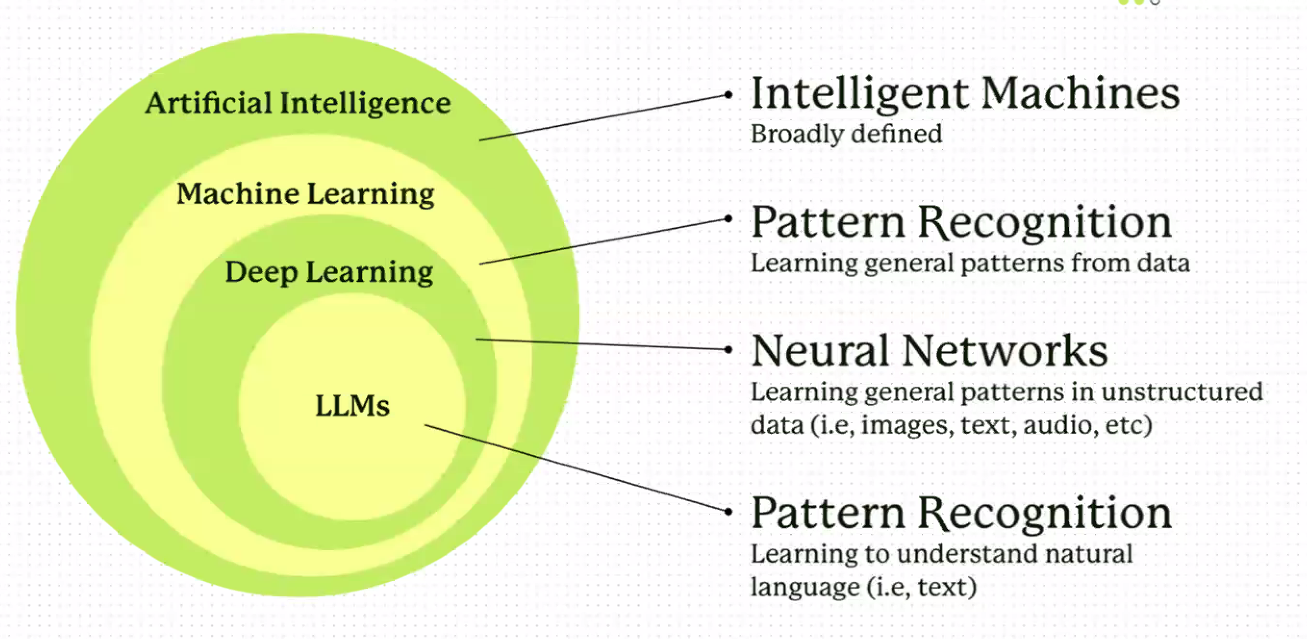 Artificial Intelligence
Machine Learning
Deep Learning
LLMs
Intelligent Machines
Broadly defined
Pattern Recognition
Learning general patterns from data
Neural Networks
Learning general patterns in unstructured
data (i.e, images, text, audio, etc)
Pattern Recognition
Learning to understand natural
language (i.e, text)